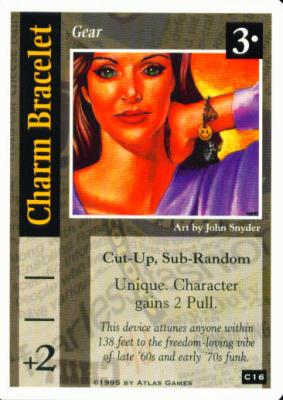 Charm Bracelet
Gear
3•
Art by John Snyder
Cut-Up, Sub-Random
Unique. Character
gains 2 Pull.
This device attunes anyone within
138 feet to the freedom-loving vibe
of late '60s and early '70s funk.
+2
©1995 BY ATLAS GAMES
C16